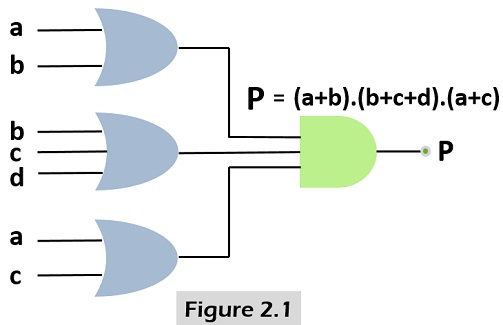 a
b
P = (a+b).(b+c+d).(a+c)
b
c
d
P
a
c
Figure 2.1